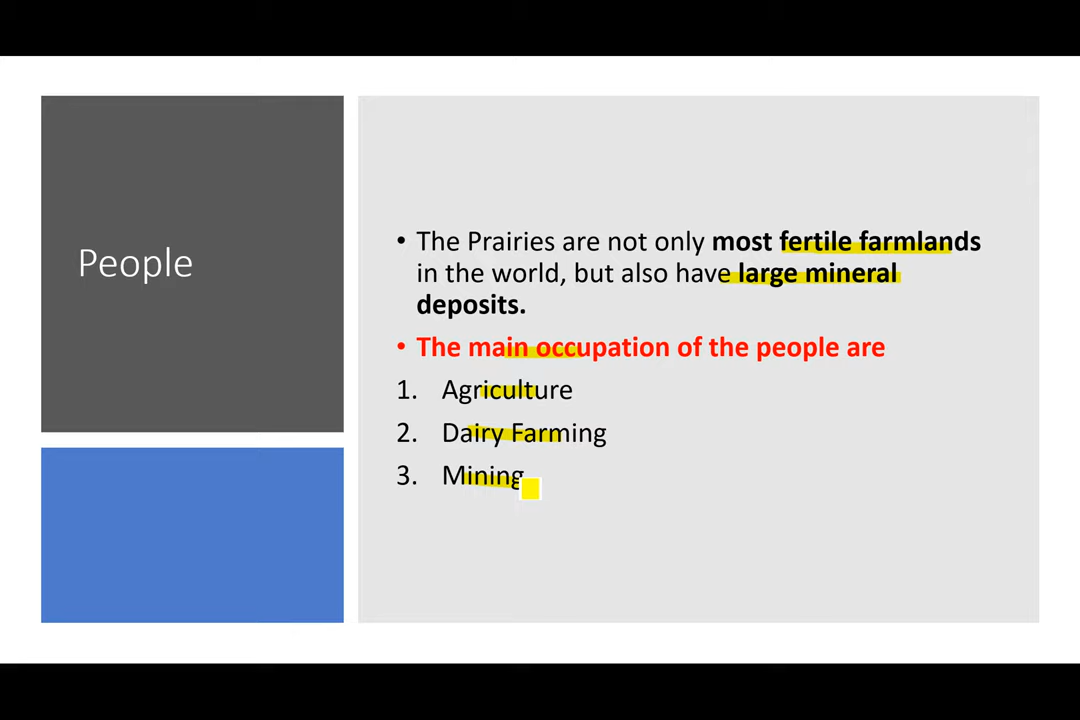 People
• The Prairies are not only most fertile farmlands
in the world, but also have large mineral
deposits.
• The main occupation of the people are
1. Agriculture
2. Dairy Farming
3. Mining